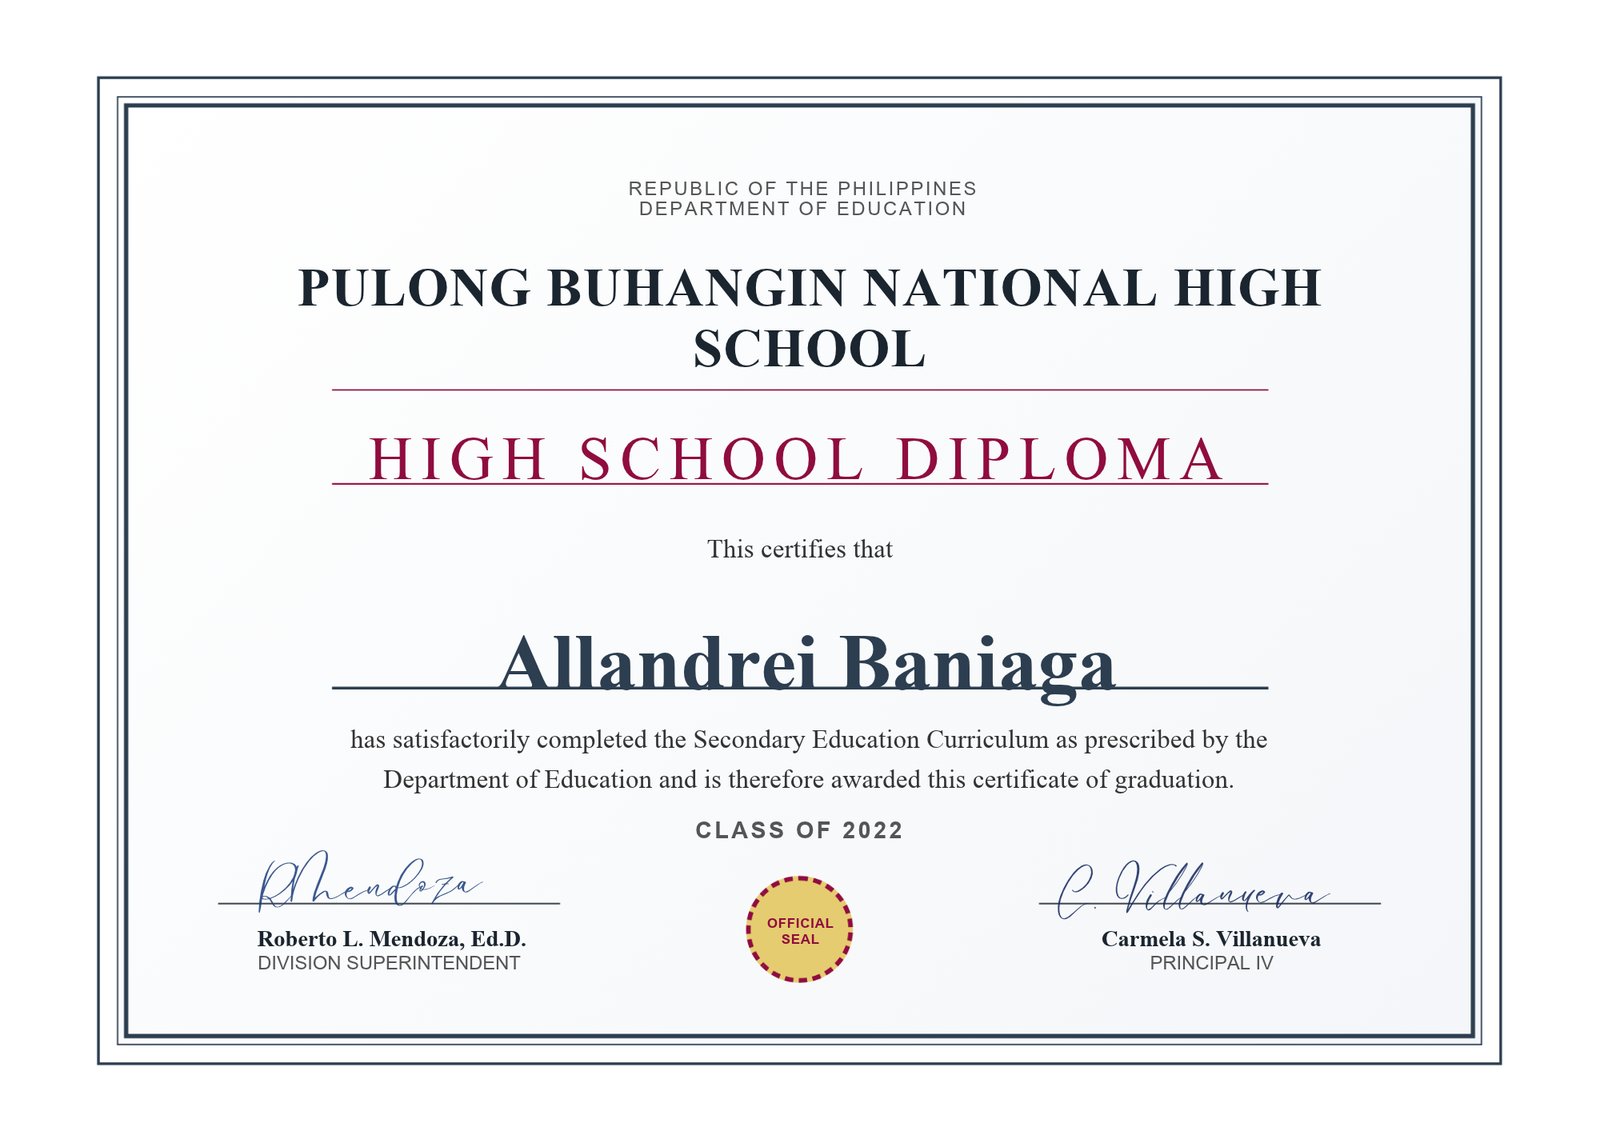 REPUBLIC OF THE PHILIPPINES
DEPARTMENT OF EDUCATION
PULONG BUHANGIN NATIONAL HIGH
SCHOOL
HIGH SCHOOL DIPLOMA
This certifies that
Allandrei Baniaga
has satisfactorily completed the Secondary Education Curriculum as prescribed by the
Department of Education and is therefore awarded this certificate of graduation.
CLASS OF 2022
RMendoza
Roberto L. Mendoza, Ed.D.
DIVISION SUPERINTENDENT
OFFICIAL
SEAL
C. Villanueva
Carmela S. Villanueva
PRINCIPAL IV